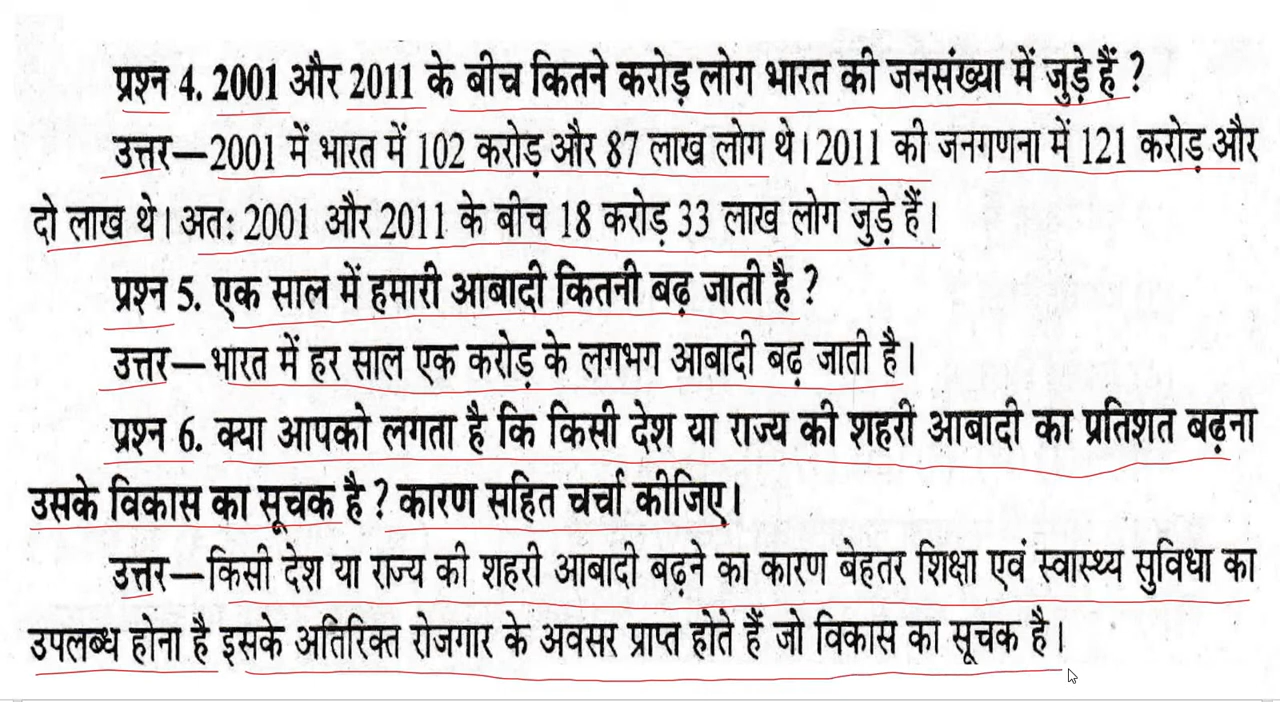 प्रश्न 4. 2001 और 2011 के बीच कितने करोड़ लोग भारत की जनसंख्या में जुड़े हैं ?
उत्तर—2001 में भारत में 102 करोड़ और 87 लाख लोग थे। 2011 की जनगणना में 121 करोड़ और
दो लाख थे। अतः 2001 और 2011 के बीच 18 करोड़ 33 लाख लोग जुड़े हैं।
प्रश्न 5. एक साल में हमारी आबादी कितनी बढ़ जाती है ?
उत्तर—भारत में हर साल एक करोड़ के लगभग आबादी बढ़ जाती है।
प्रश्न 6. क्या आपको लगता है कि किसी देश या राज्य की शहरी आबादी का प्रतिशत बढ़ना
उसके विकास का सूचक है ? कारण सहित चर्चा कीजिए।
उत्तर—किसी देश या राज्य की शहरी आबादी बढ़ने का कारण बेहतर शिक्षा एवं स्वास्थ्य सुविधा का
उपलब्ध होना है इसके अतिरिक्त रोजगार के अवसर प्राप्त होते हैं जो विकास का सूचक है।